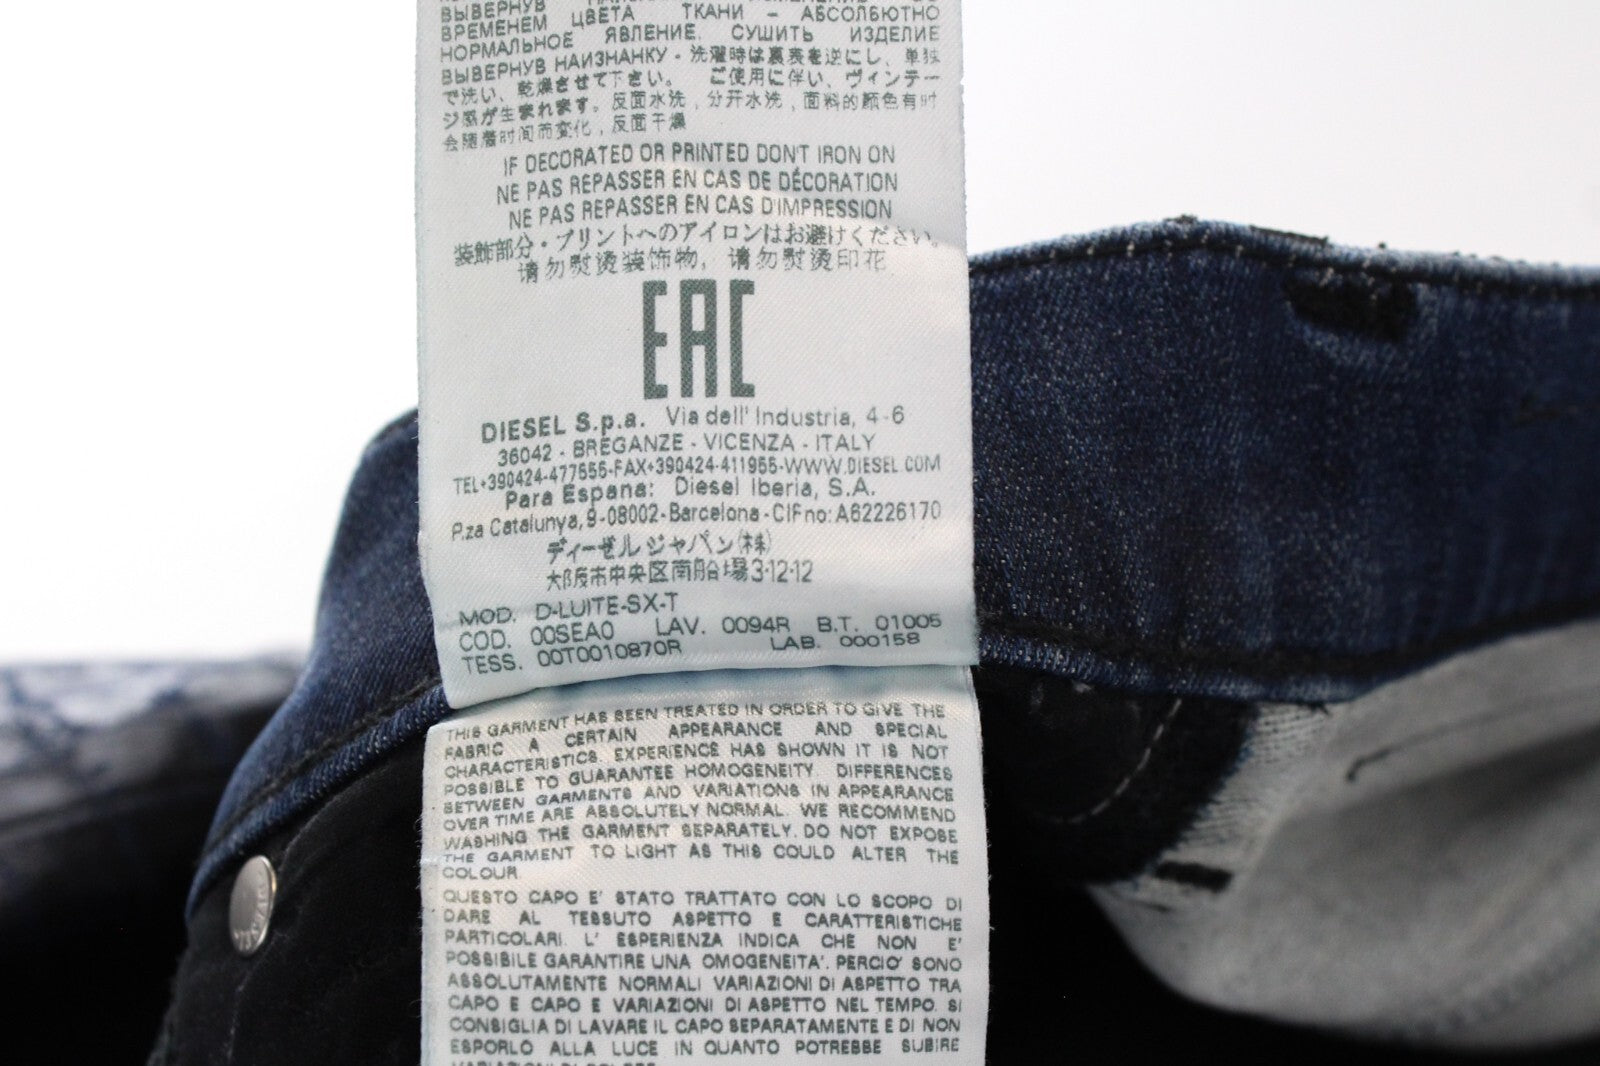 ВЫВЕРНУВ
ВРЕМЕНЕМ ЦВЕТА ТКАНИ - АБСОЛБЮТНО
НОРМАЛЬНОЕ ЯВЛЕНИЕ. СУШИТЬ ИЗДЕЛИЕ
ВЫВЕРНУВ НАИЗНАНКУ - 洗濯時は裏表を逆にし、単独
で洗い、乾燥させて下さい。 ご使用に伴い、ヴィンテー
ジ感が生まれます。反面水洗,分开水洗,面料的颜色有时
会随着时间而变化,反面干燥
IF DECORATED OR PRINTED DON'T IRON ON
NE PAS REPASSER EN CAS DE DÉCORATION
NE PAS REPASSER EN CAS D'IMPRESSION
装飾部分・プリントへのアイロンはお避けください。
请勿熨烫装饰物, 请勿熨烫印花
EAC
DIESEL S.p.a. Via dell' Industria, 4-6
36042 - BREGANZE - VICENZA - ITALY
TEL+390424-477555-FAX+390424-411955-WWW.DIESEL.COM
Para Espana: Diesel Iberia, S.A.
P.za Catalunya, 9-08002-Barcelona-CIFno: A62226170
ディーゼルジャパン(株)
大阪市中央区南船場3-12-12
MOD. D-LUITE-SX-T
COD. 00SEA0 LAV. 0094R B.T. 01005
TESS. 00T0010870R LAB. 000158
THIS GARMENT HAS BEEN TREATED IN ORDER TO GIVE THE
FABRIC A CERTAIN APPEARANCE AND SPECIAL
CHARACTERISTICS. EXPERIENCE HAS SHOWN IT IS NOT
POSSIBLE TO GUARANTEE HOMOGENEITY. DIFFERENCES
BETWEEN GARMENTS AND VARIATIONS IN APPEARANCE
OVER TIME ARE ABSOLUTELY NORMAL. WE RECOMMEND
WASHING THE GARMENT SEPARATELY. DO NOT EXPOSE
THE GARMENT TO LIGHT AS THIS COULD ALTER THE
COLOUR.
QUESTO CAPO E' STATO TRATTATO CON LO SCOPO DI
DARE AL TESSUTO ASPETTO E CARATTERISTICHE
PARTICOLARI. L' ESPERIENZA INDICA CHE NON E'
POSSIBILE GARANTIRE UNA OMOGENEITA'. PERCIO' SONO
ASSOLUTAMENTE NORMALI VARIAZIONI DI ASPETTO TRA
CAPO E CAPO E VARIAZIONI DI ASPETTO NEL TEMPO. SI
CONSIGLIA DI LAVARE IL CAPO SEPARATAMENTE E DI NON
ESPORLO ALLA LUCE IN QUANTO POTREBBE SUBIRE